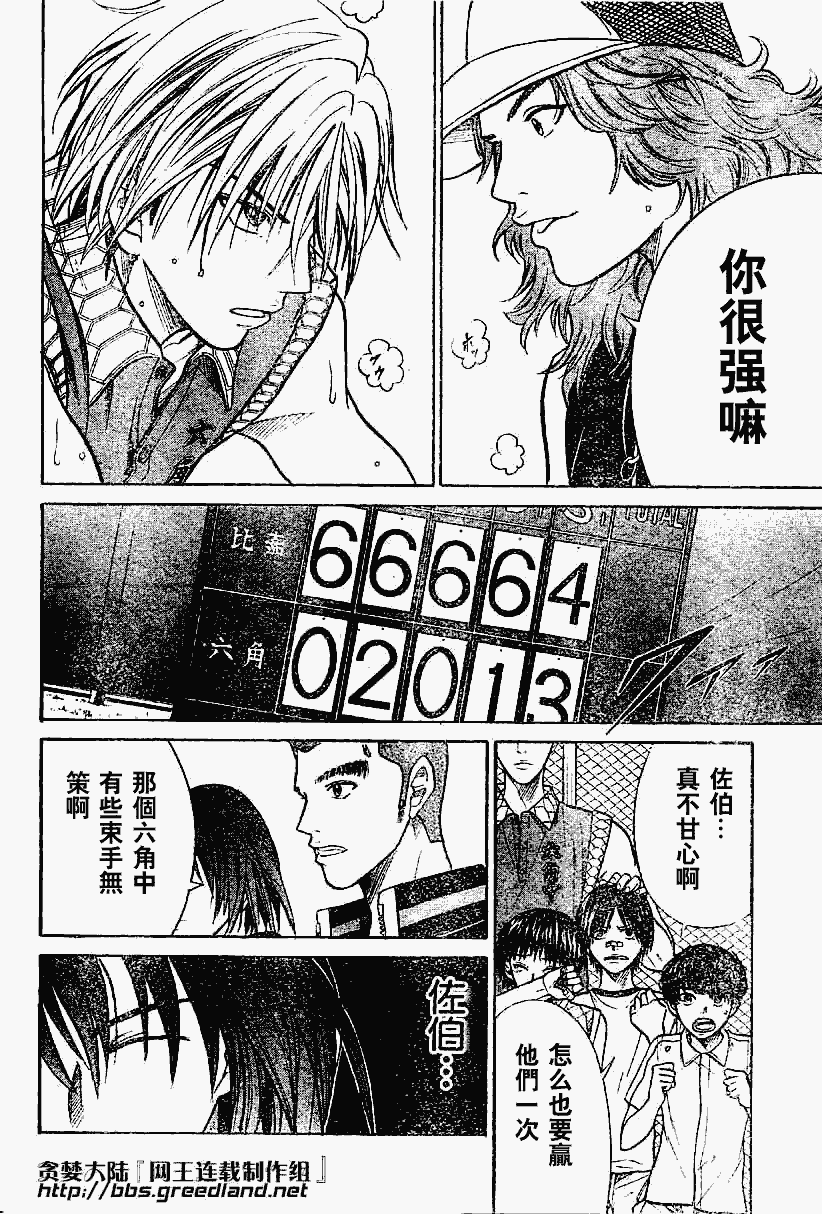 你很强嘛
TOTAL
比嘉 6 6 6 6 4
六角 0 2 0 1 3
佐伯…
真不甘心啊
怎么也要贏
他們一次
那個六角中
有些束手無
策啊
佐伯…
贪婪大陆『网王连载制作组』
http://bbs.greedland.net